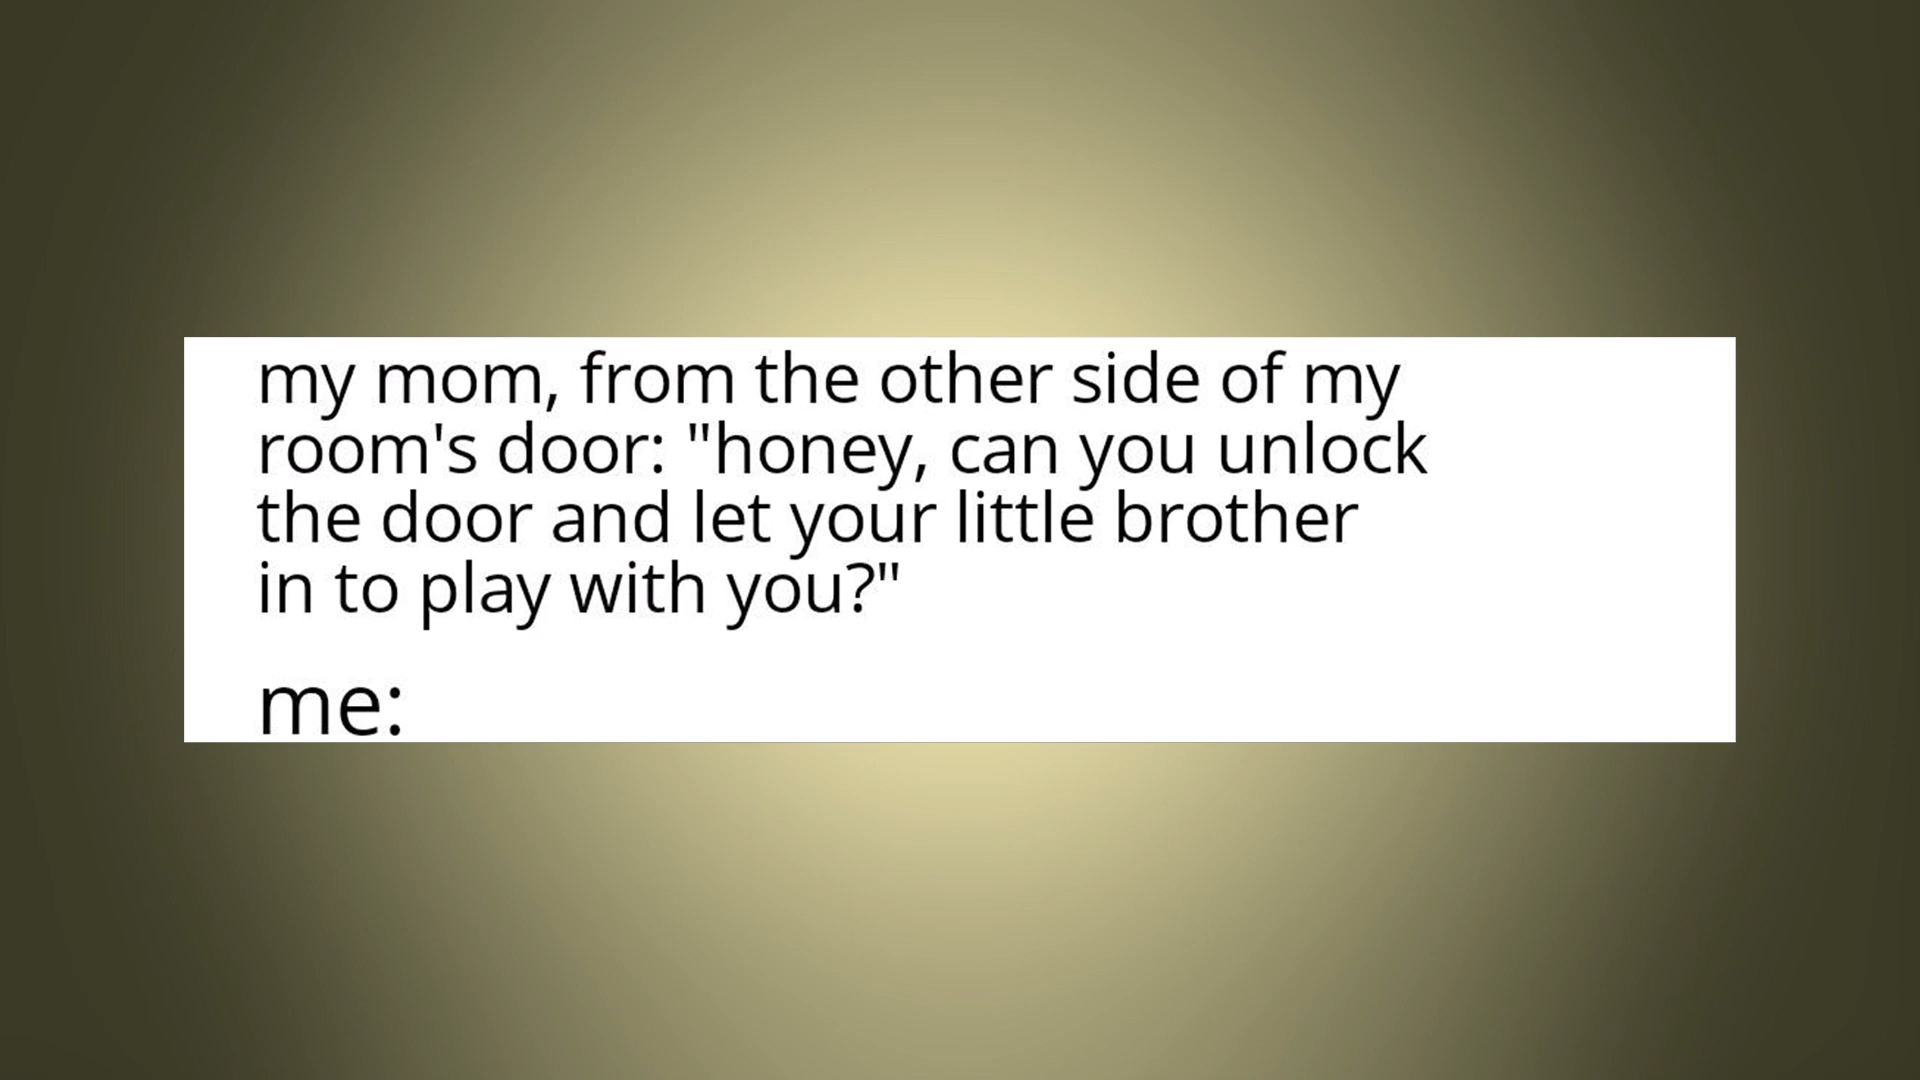 my mom, from the other side of my
room's door: "honey, can you unlock
the door and let your little brother
in to play with you?"
me: